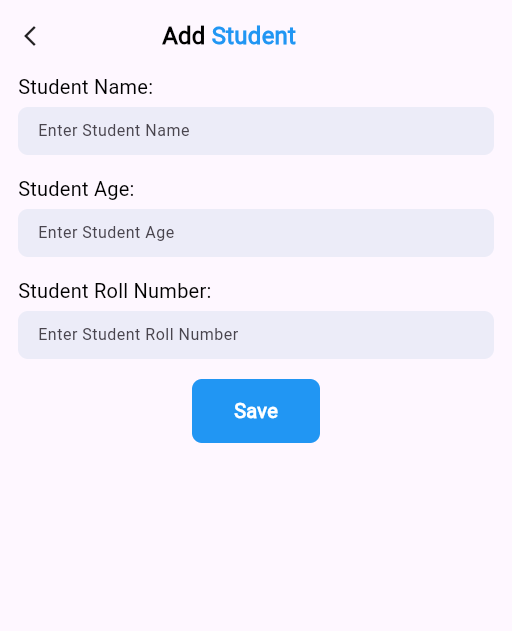 Add Student
Student Name:
Enter Student Name
Student Age:
Enter Student Age
Student Roll Number:
Enter Student Roll Number
Save